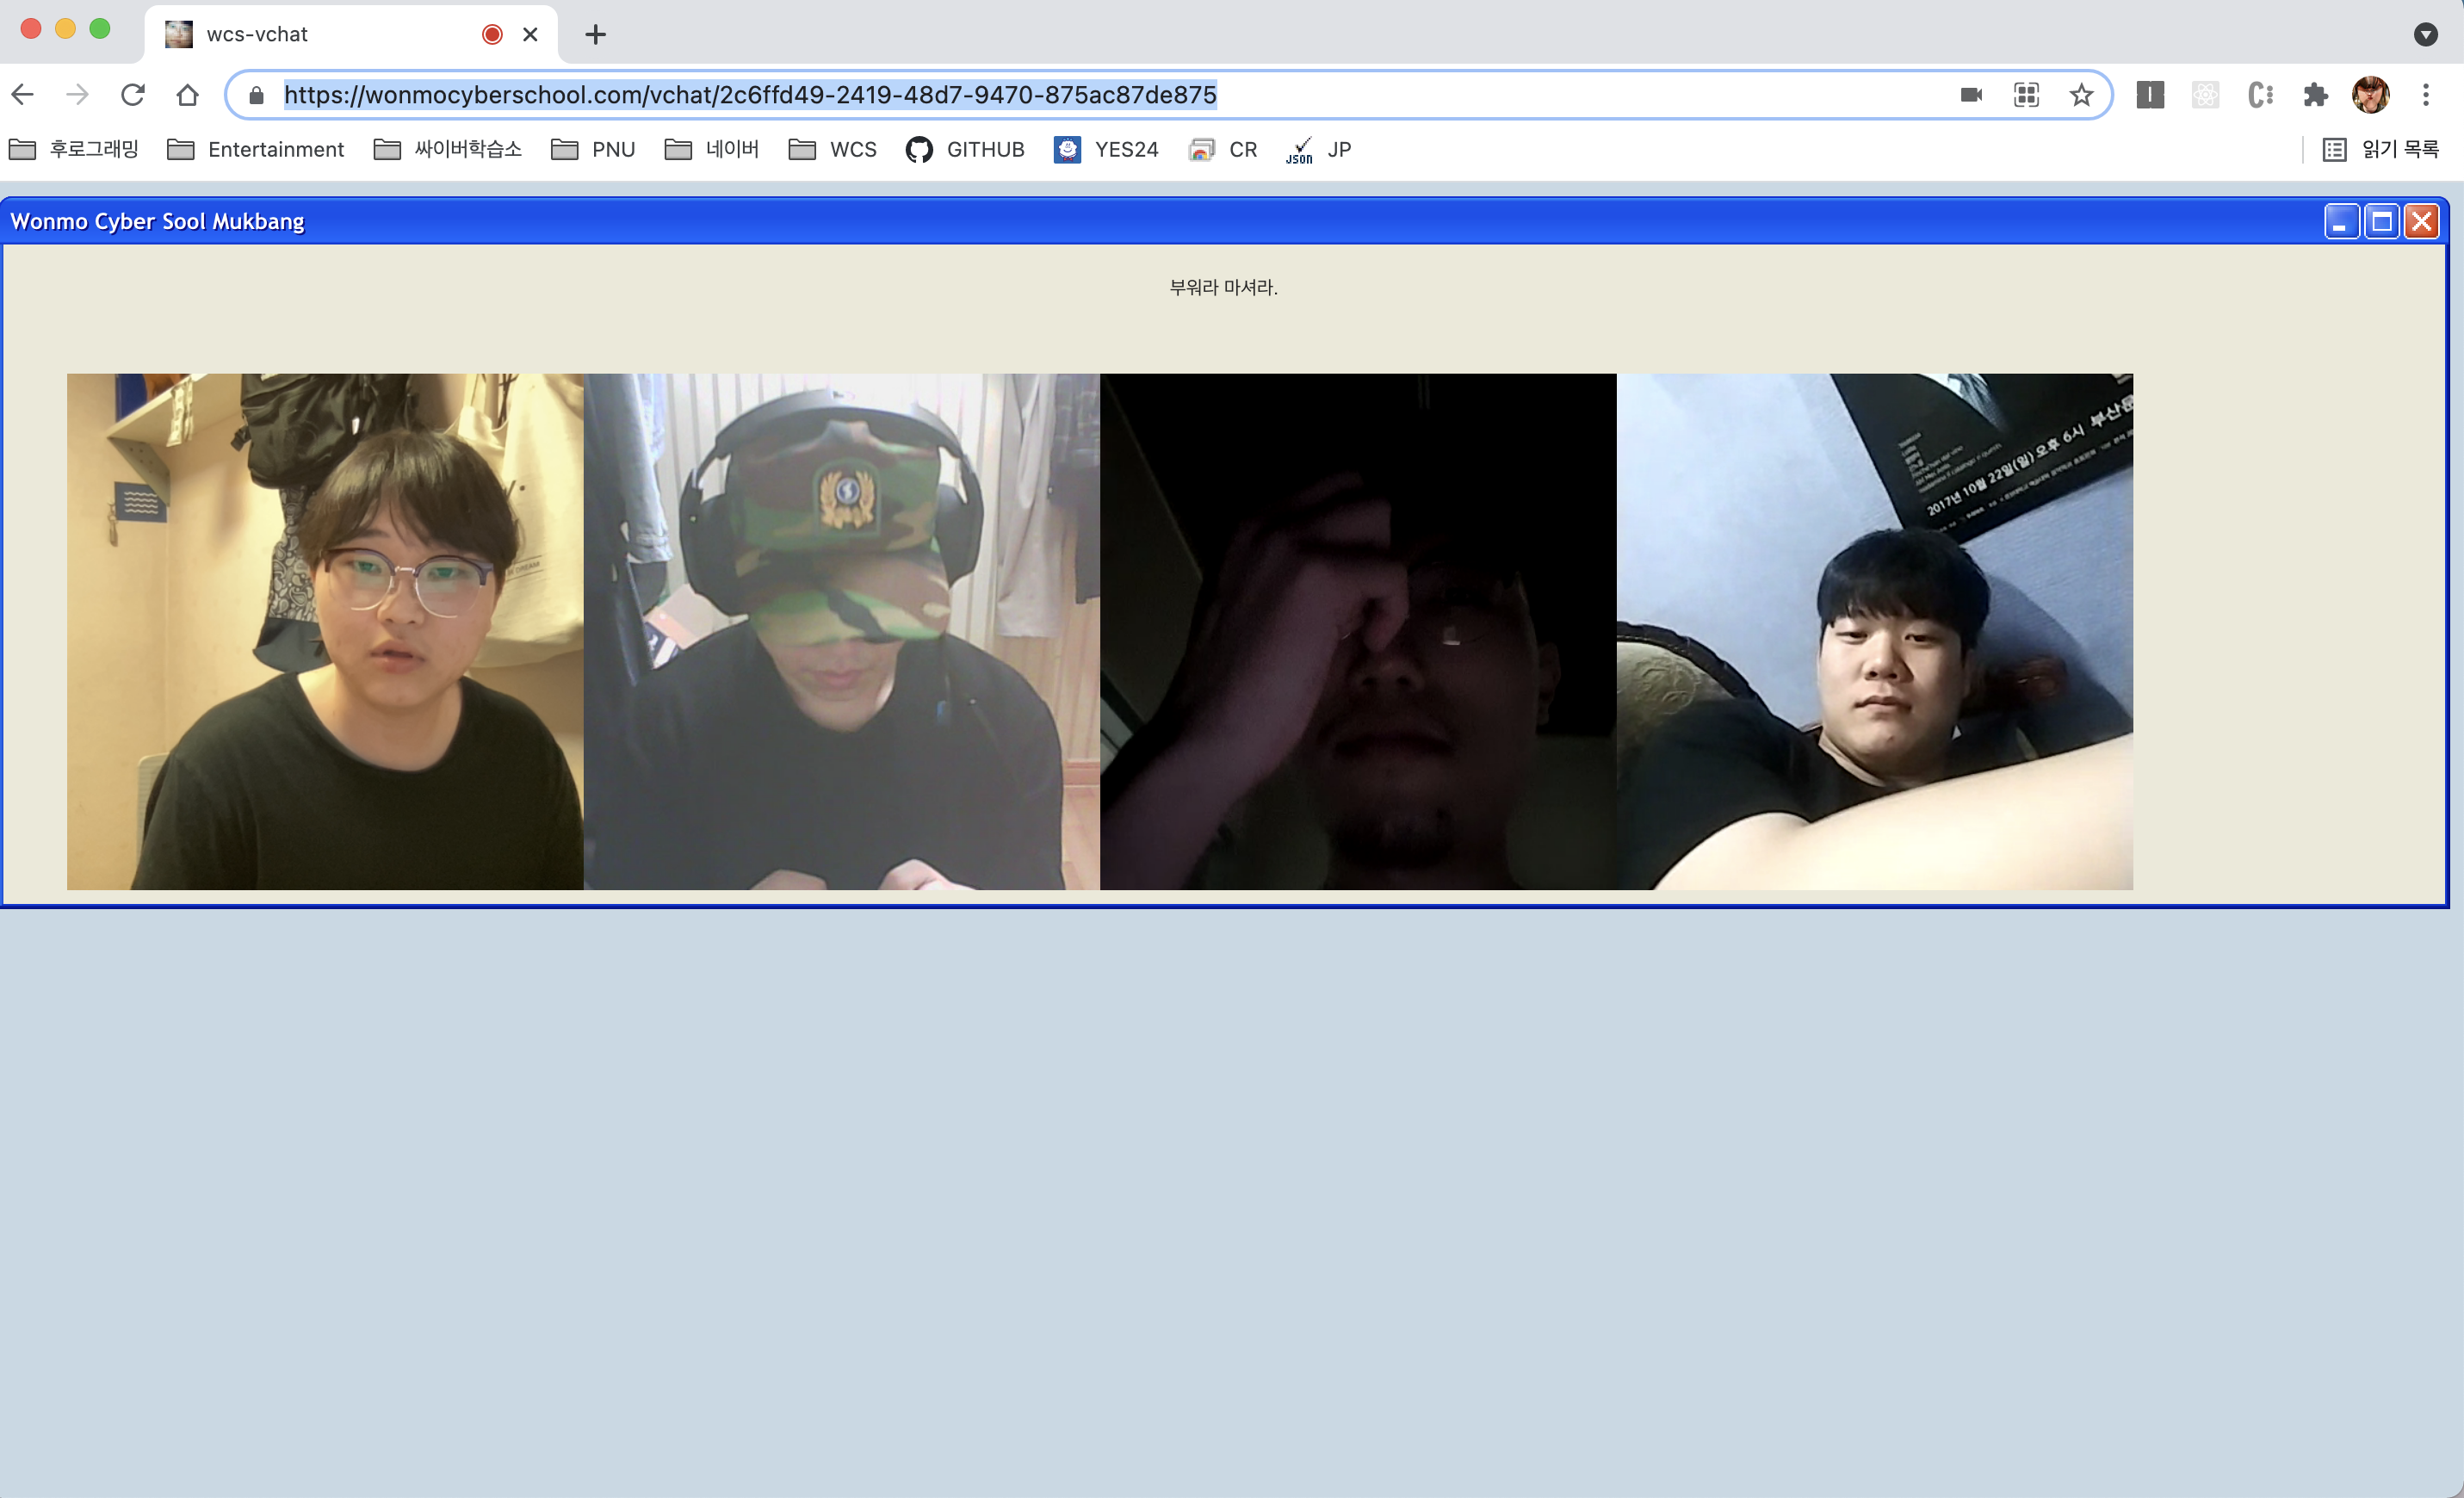 wcs-vchat
https://wonmocyberschool.com/vchat/2c6ffd49-2419-48d7-9470-875ac87de875
후로그래밍 Entertainment 싸이버학습소 PNU 네이버 WCS GITHUB YES24 CR JSON JP 읽기 목록
Wonmo Cyber Sool Mukbang
부워라 마셔라.
2017년 10월 22일(일) 오후 6시
DREAM